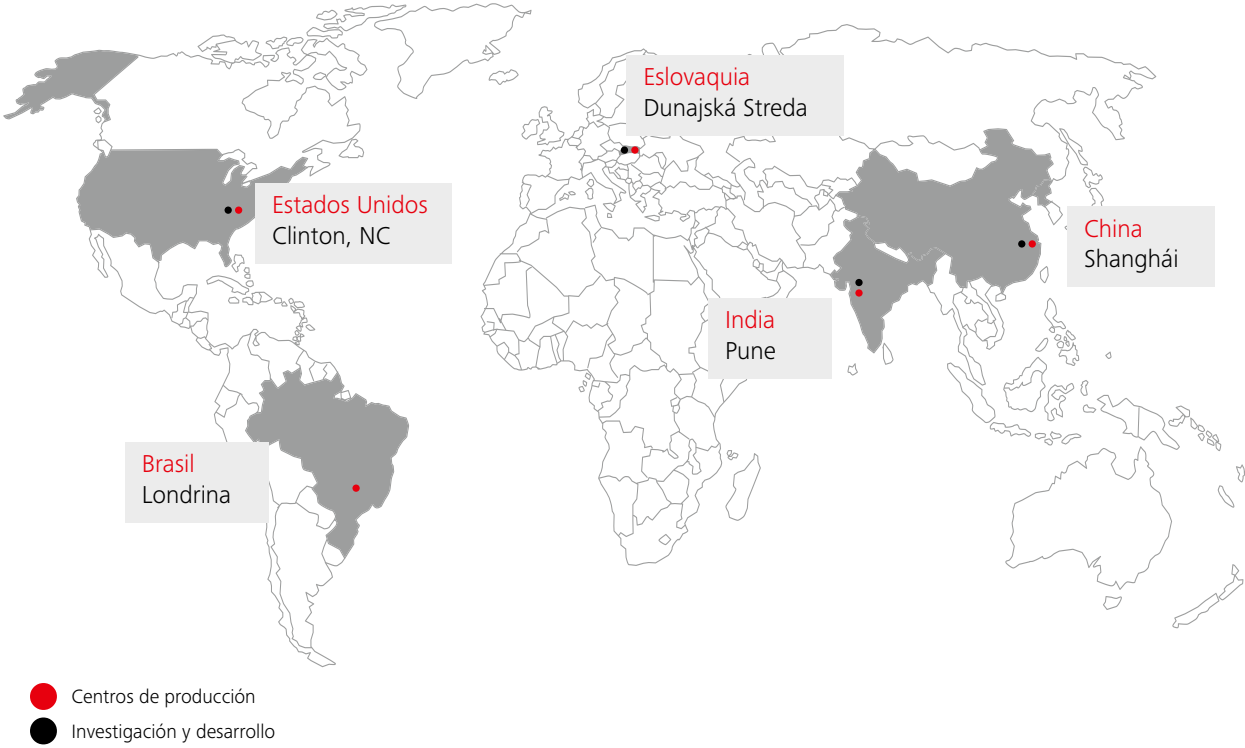 Eslovaquia
Dunajská Streda
Estados Unidos
Clinton, NC
China
Shanghái
India
Pune
Brasil
Londrina
Centros de producción
Investigación y desarrollo